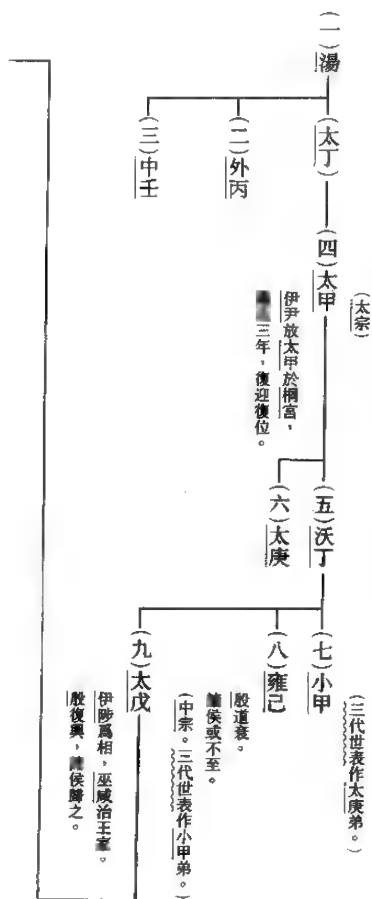 （一）湯
（太丁）
（二）外丙
（三）中壬
（太宗）
（四）太甲
伊尹放太甲於桐宮，
三年，復迎復位。
（五）沃丁
（六）太庚
（三代世表作太庚弟。）
（七）小甲
（八）雍己
殷道衰。
侯或不至。
（中宗。三代世表作小甲弟。）
（九）太戊
伊陟爲相，巫咸治王家。
殷復興，侯歸之。